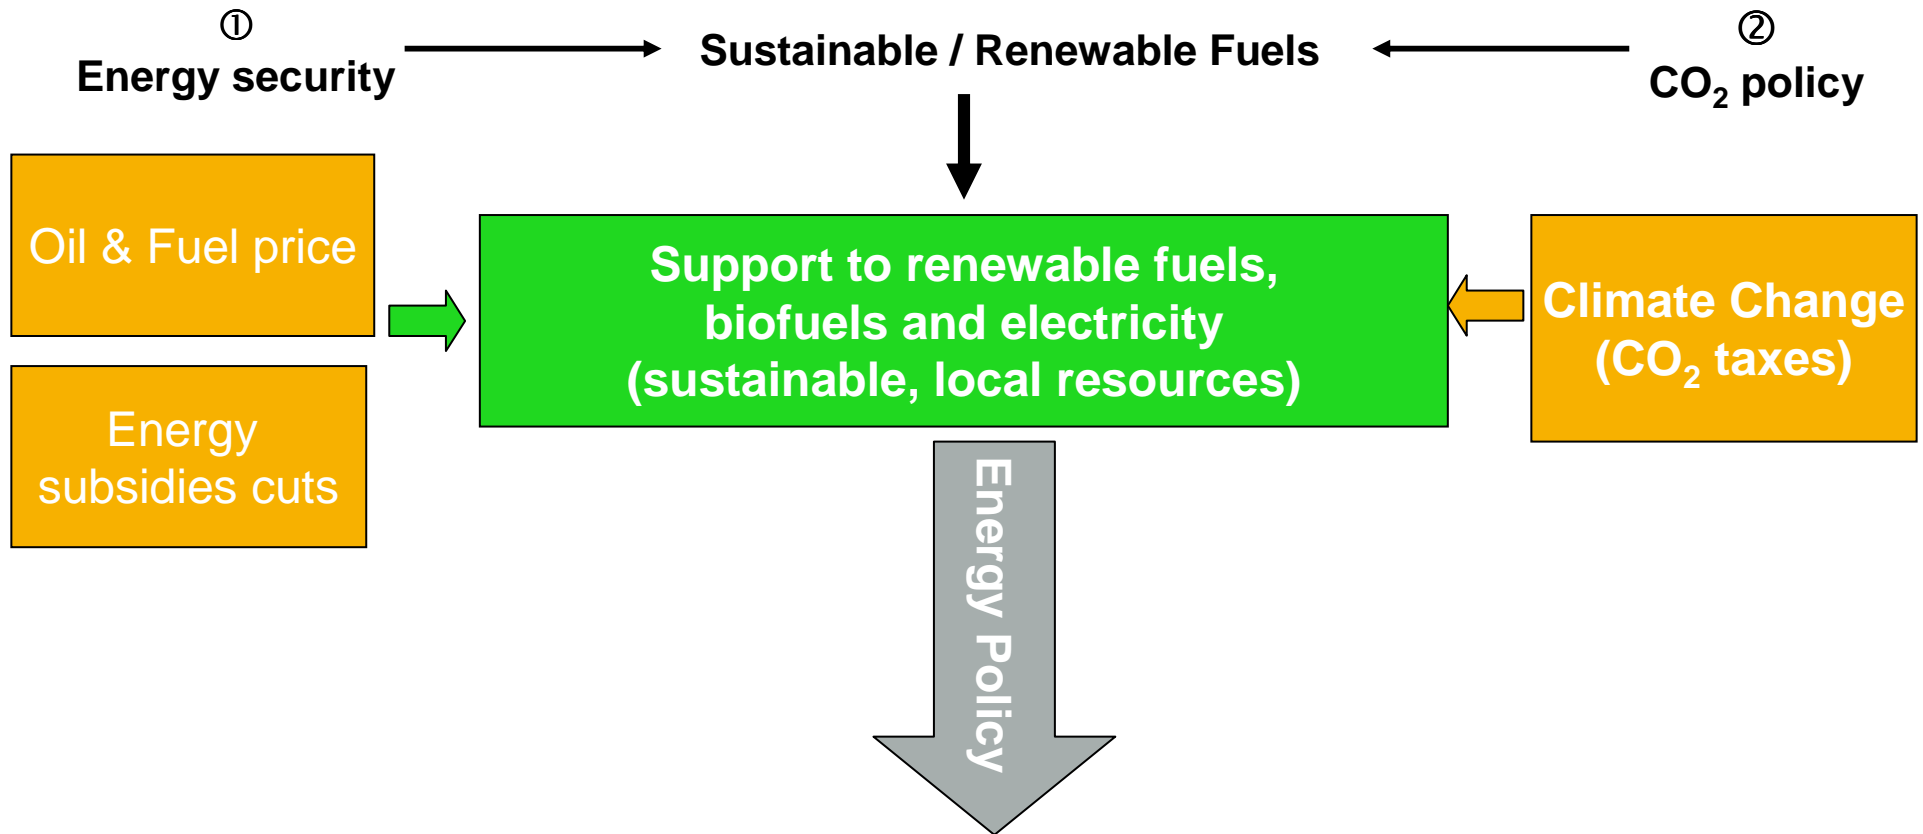 ①
Energy security
Sustainable / Renewable Fuels
②
CO₂ policy
Oil & Fuel price
Energy
subsidies cuts
Support to renewable fuels,
biofuels and electricity
(sustainable, local resources)
Climate Change
(CO₂ taxes)
Energy Policy